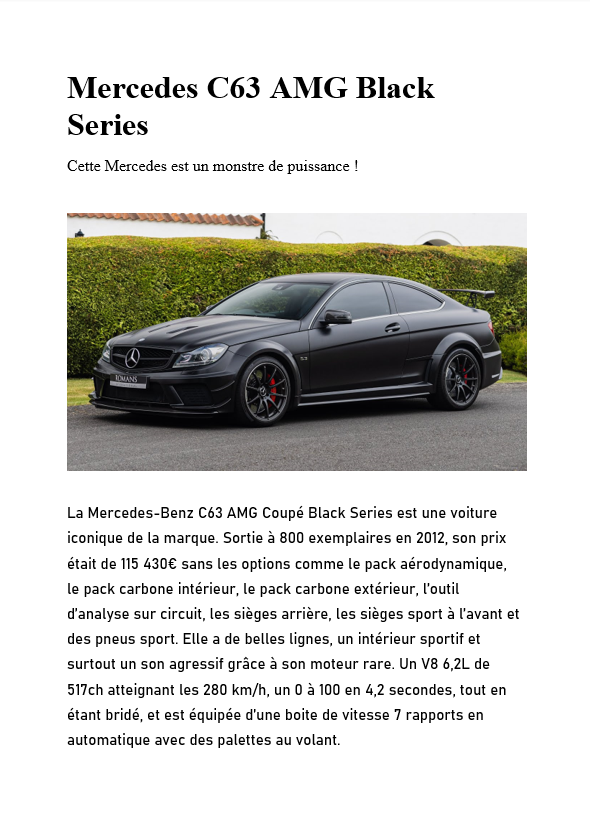 Mercedes C63 AMG Black
Series
Cette Mercedes est un monstre de puissance !
ROMANS
La Mercedes-Benz C63 AMG Coupé Black Series est une voiture
iconique de la marque. Sortie à 800 exemplaires en 2012, son prix
était de 115 430€ sans les options comme le pack aérodynamique,
le pack carbone intérieur, le pack carbone extérieur, l'outil
d'analyse sur circuit, les sièges arrière, les sièges sport à l'avant et
des pneus sport. Elle a de belles lignes, un intérieur sportif et
surtout un son agressif grâce à son moteur rare. Un V8 6,2L de
517ch atteignant les 280 km/h, un 0 à 100 en 4,2 secondes, tout en
étant bridé, et est équipée d'une boite de vitesse 7 rapports en
automatique avec des palettes au volant.